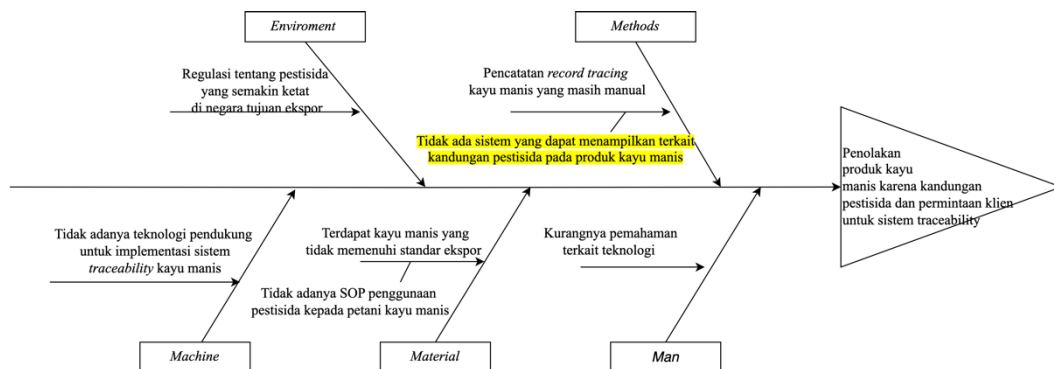 Enviroment
Methods
Regulasi tentang pestisida
yang semakin ketat
di negara tujuan ekspor
Pencatatan record tracing
kayu manis yang masih manual
Tidak ada sistem yang dapat menampilkan terkait
kandungan pestisida pada produk kayu manis
Penolakan
produk kayu
manis karena kandungan
pestisida dan permintaan klien
untuk sistem traceability
Tidak adanya teknologi pendukung
untuk implementasi sistem
traceability kayu manis
Terdapat kayu manis yang
tidak memenuhi standar ekspor
Tidak adanya SOP penggunaan
pestisida kepada petani kayu manis
Kurangnya pemahaman
terkait teknologi
Machine
Material
Man